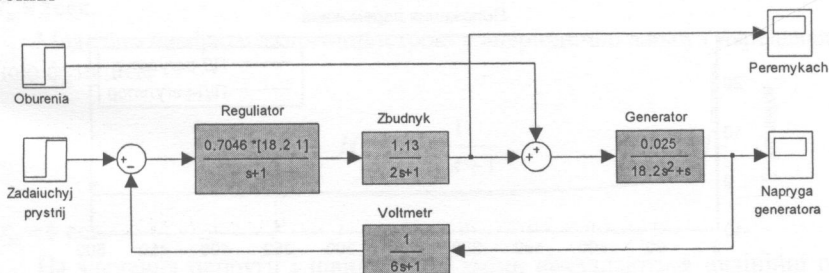 Peremykach
Oburenia
Reguliator
0.7046 *[18.2 1]
s+1
Zbudnyk
1.13
2s+1
Generator
0.025
18.2s²+s
Zadaiuchyj
prystrij
Napryga
generatora
Voltmetr
1
6s+1